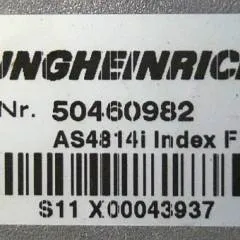 UNGHEINRICH
Nr. 50460982
AS4814i Index F
S11 X00043937